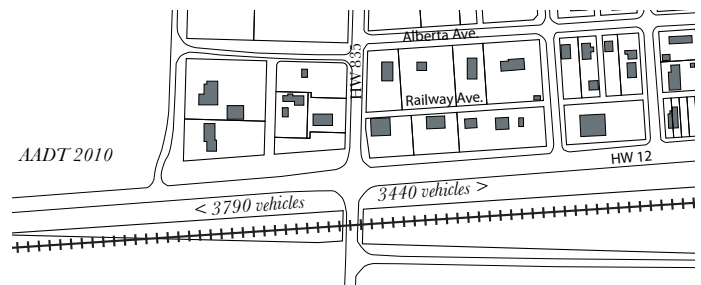 Alberta Ave.
HW 835
Railway Ave.
AADT 2010
HW 12
3440 vehicles >
< 3790 vehicles